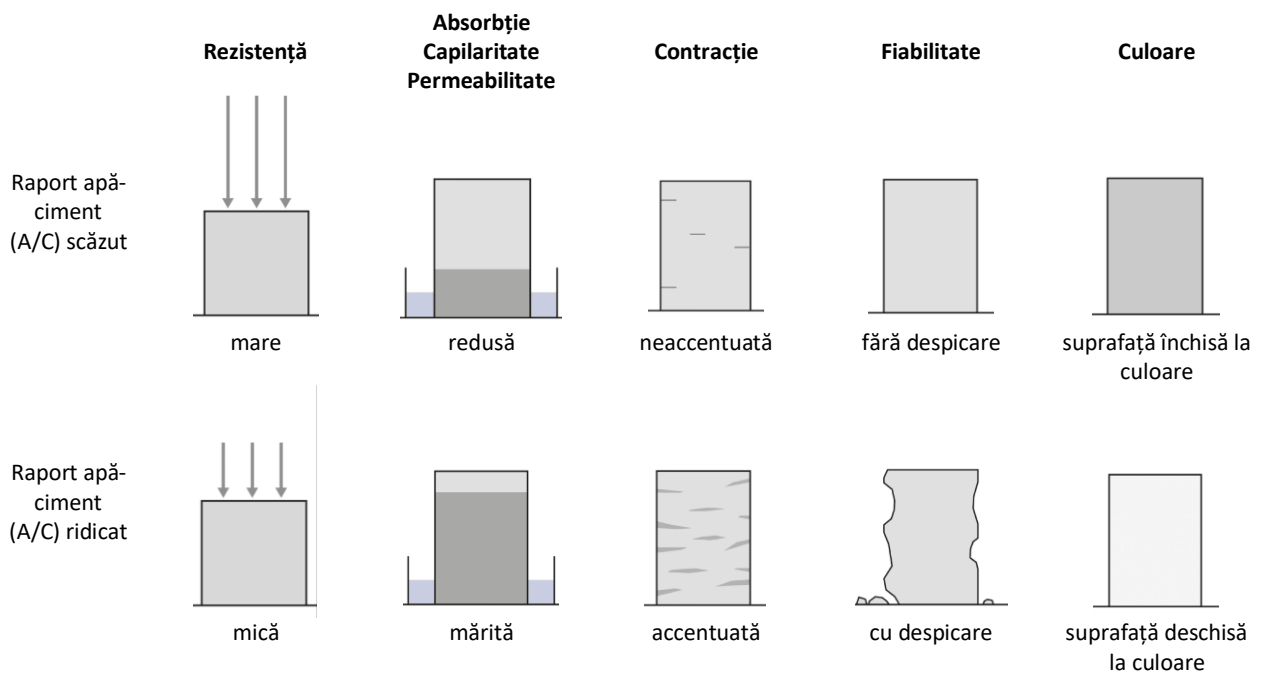 Rezistență
Absorbție
Capilaritate
Permeabilitate
Contracție
Fiabilitate
Culoare
Raport apă-
ciment
(A/C) scăzut
mare
redusă
neaccentuată
fără despicare
suprafață închisă la
culoare
Raport apă-
ciment
(A/C) ridicat
mică
mărită
accentuată
cu despicare
suprafață deschisă
la culoare